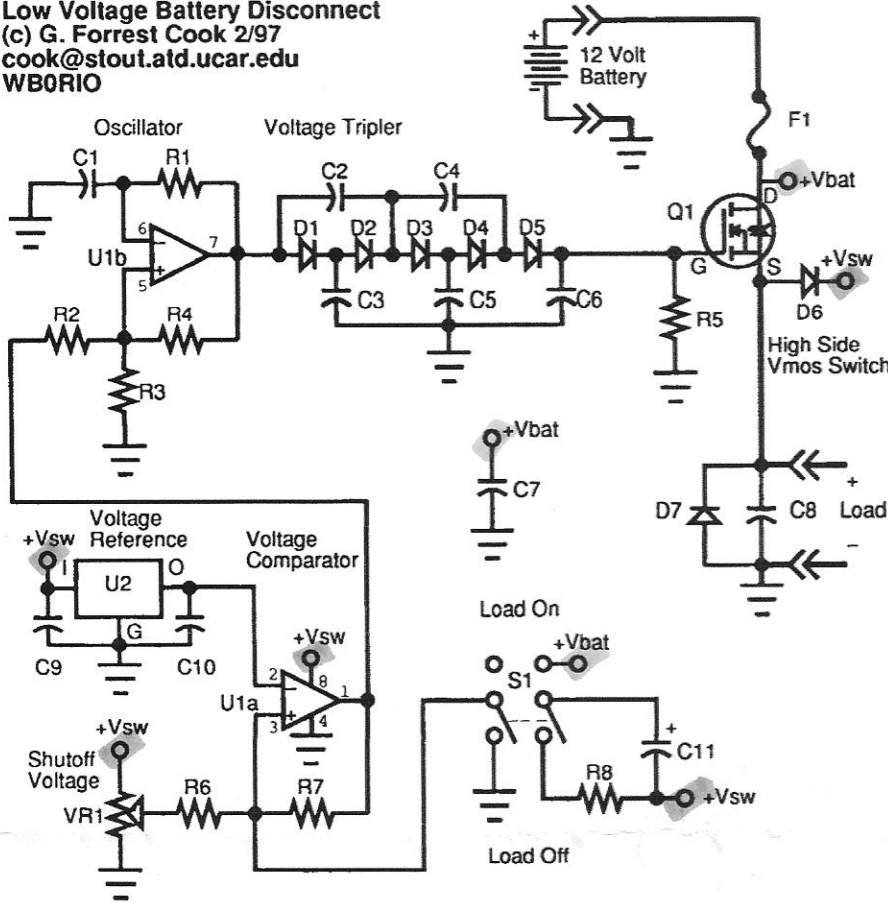 Low Voltage Battery Disconnect
(c) G. Forrest Cook 2/97
cook@stout.atd.ucar.edu
WB0RIO
12 Volt
Battery
+
-
F1
Oscillator
Voltage Tripler
C1
R1
C2
C4
+Vbat
D
Q1
6
-
7
U1b
+
5
D1
D2
D3
D4
D5
G
S
+Vsw
D6
R2
R4
C3
C5
C6
R5
High Side
Vmos Switch
R3
+Vbat
C7
D7
C8
+
Load
-
Voltage
Reference
+Vsw
I
U2
O
G
C9
C10
Voltage
Comparator
+Vsw
2
-
8
1
U1a
3
+
4
Load On
+Vbat
S1
+
C11
R8
+Vsw
Load Off
+Vsw
Shutoff
Voltage
VR1
R6
R7